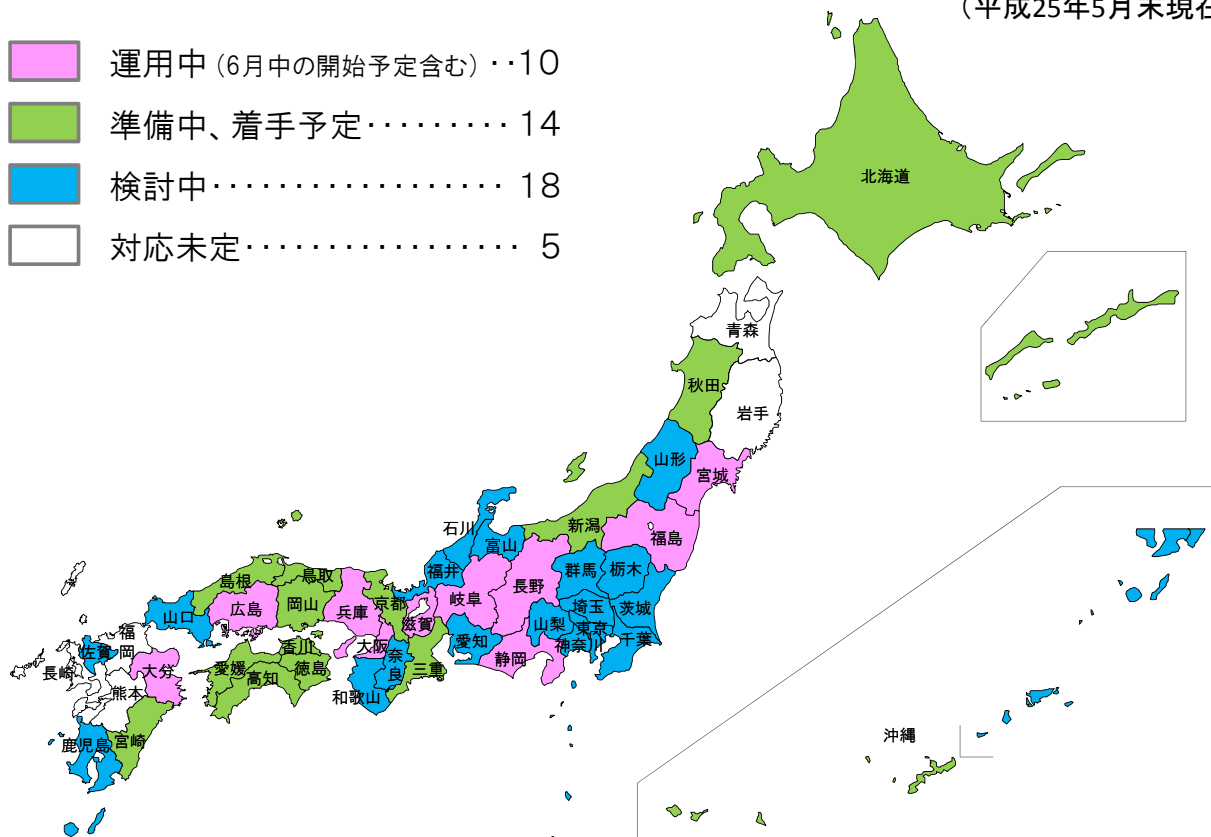 （平成25年5月末現在
運用中（6月中の開始予定含む）‥10
準備中、着手予定‥‥‥‥‥14
検討中‥‥‥‥‥‥‥‥‥18
対応未定‥‥‥‥‥‥‥‥5
北海道
青森
秋田
岩手
山形
宮城
新潟
福島
石川
富山
福井
長野
群馬
栃木
岐阜
埼玉
茨城
山梨
東京
千葉
神奈川
愛知
静岡
島根
鳥取
京都
兵庫
滋賀
広島
岡山
山口
大阪
奈良
三重
和歌山
香川
愛媛
高知
徳島
福岡
佐賀
長崎
大分
熊本
宮崎
鹿児島
沖縄